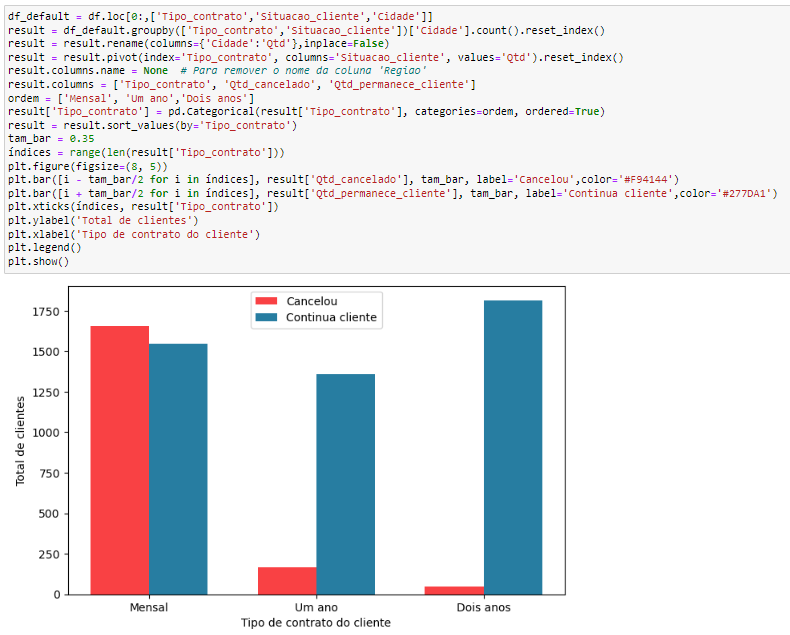 df_default = df.loc[0:,['Tipo_contrato','Situacao_cliente','Cidade']]
result = df_default.groupby(['Tipo_contrato','Situacao_cliente'])['Cidade'].count().reset_index()
result = result.rename(columns={'Cidade':'Qtd'},inplace=False)
result = result.pivot(index='Tipo_contrato', columns='Situacao_cliente', values='Qtd').reset_index()
result.columns.name = None  # Para remover o nome da coluna 'Regiao'
result.columns = ['Tipo_contrato', 'Qtd_cancelado', 'Qtd_permanece_cliente']
ordem = ['Mensal', 'Um ano','Dois anos']
result['Tipo_contrato'] = pd.Categorical(result['Tipo_contrato'], categories=ordem, ordered=True)
result = result.sort_values(by='Tipo_contrato')
tam_bar = 0.35
índices = range(len(result['Tipo_contrato']))
plt.figure(figsize=(8, 5))
plt.bar([i - tam_bar/2 for i in índices], result['Qtd_cancelado'], tam_bar, label='Cancelou',color='#F94144')
plt.bar([i + tam_bar/2 for i in índices], result['Qtd_permanece_cliente'], tam_bar, label='Continua cliente',color='#277DA1')
plt.xticks(índices, result['Tipo_contrato'])
plt.ylabel('Total de clientes')
plt.xlabel('Tipo de contrato do cliente')
plt.legend()
plt.show()
Cancelou
Continua cliente
1750
1500
1250
1000
750
500
250
0
Total de clientes
Mensal
Um ano
Dois anos
Tipo de contrato do cliente